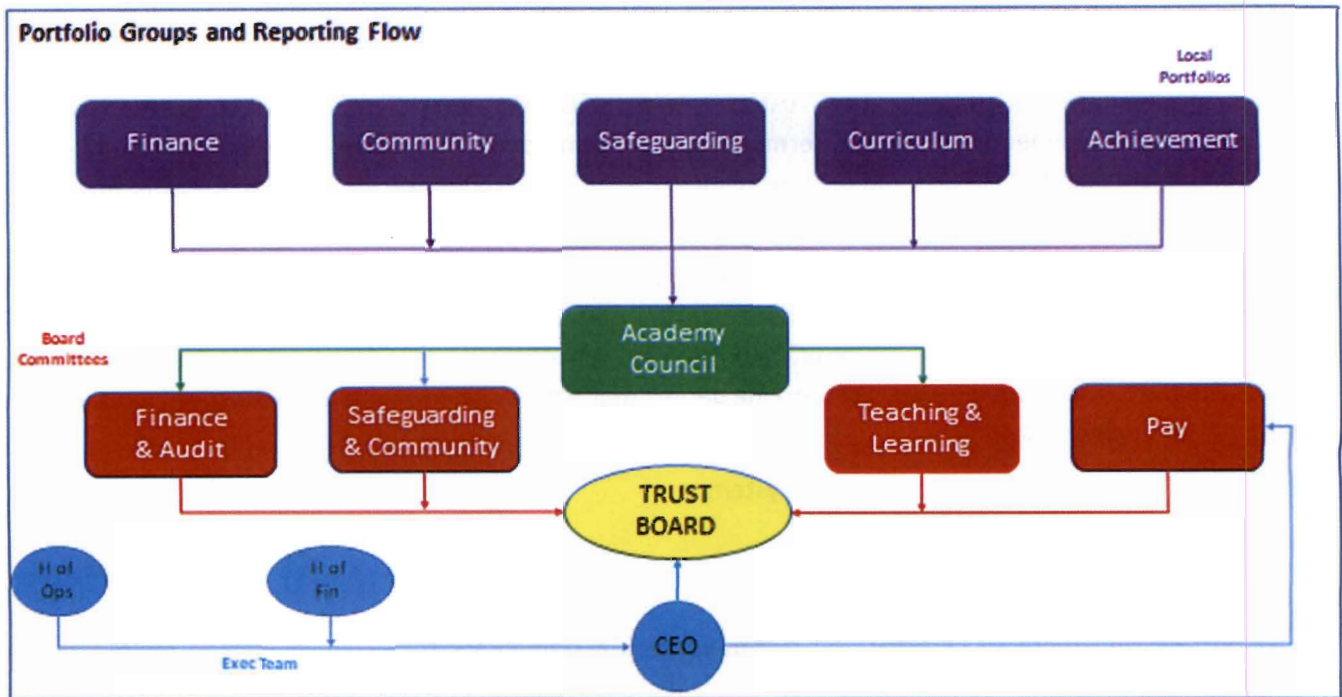 Portfolio Groups and Reporting Flow
Local
Portfolios
Finance
Community
Safeguarding
Curriculum
Achievement
Academy
Council
Board
Committees
Finance
& Audit
Safeguarding
& Community
Teaching &
Learning
Pay
TRUST
BOARD
H of
Ops
H of
Fin
CEO
Exec Team